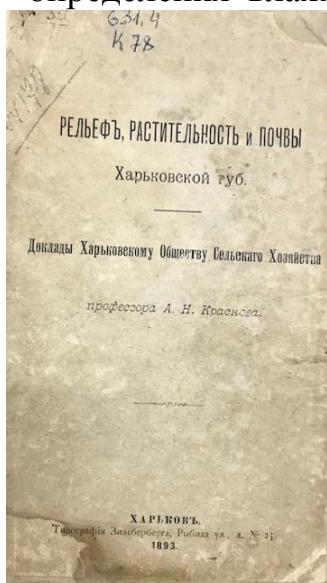 631,4
К 78
РЕЛЬЕФЪ, РАСТИТЕЛЬНОСТЬ и ПОЧВЫ
Харьковской губ.
Доклады Харьковскому Обществу Сельскаго Хозяйства
профессора А. Н. Краснова.
ХАРЬКОВЪ.
Типографія Зильберберга, Рыбная ул., д. № 25.
1893.